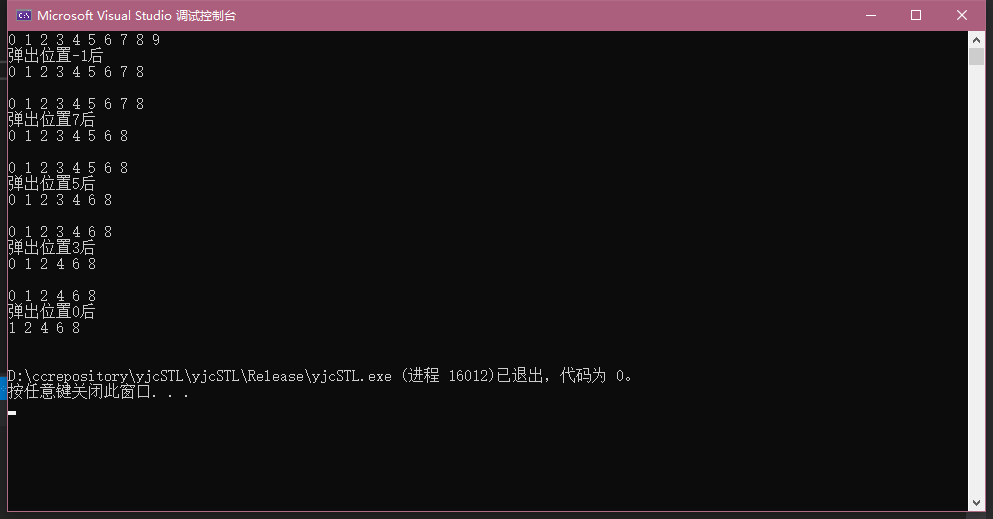 Microsoft Visual Studio 调试控制台
0 1 2 3 4 5 6 7 8 9
弹出位置-1后
0 1 2 3 4 5 6 7 8
0 1 2 3 4 5 6 7 8
弹出位置7后
0 1 2 3 4 5 6 8
0 1 2 3 4 5 6 8
弹出位置5后
0 1 2 3 4 6 8
0 1 2 3 4 6 8
弹出位置3后
0 1 2 4 6 8
0 1 2 4 6 8
弹出位置0后
1 2 4 6 8
D:\ccrepository\yjcSTL\yjcSTL\Release\yjcSTL.exe (进程 16012)已退出，代码为 0。
按任意键关闭此窗口. . .